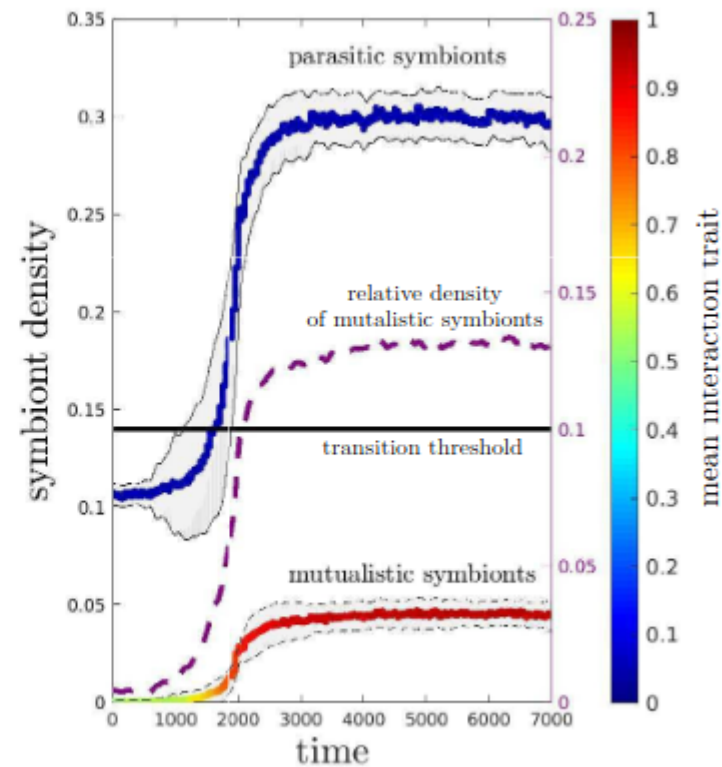 0.35
0.3
0.25
0.2
0.15
0.1
0.05
0
symbiont density
parasitic symbionts
relative density
of mutalistic symbionts
transition threshold
mutualistic symbionts
0 1000 2000 3000 4000 5000 6000 7000
time
0.25
0.2
0.15
0.1
0.05
0
1
0.9
0.8
0.7
0.6
0.5
0.4
0.3
0.2
0.1
0
mean interaction trait